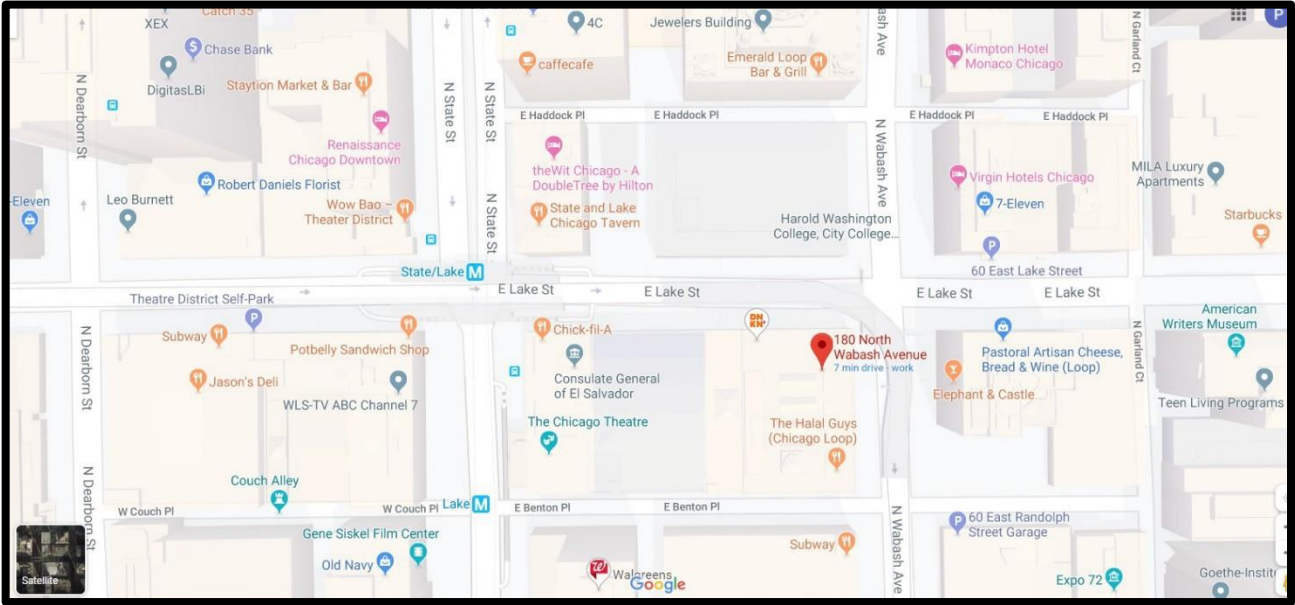 Catch 35
XEX
Chase Bank
DigitasLBi
Staytion Market & Bar
N Dearborn St
Renaissance
Chicago Downtown
Robert Daniels Florist
-Eleven
Leo Burnett
Wow Bao –
Theater District
N State St
N State St
N State St
4C
Jewelers Building
caffecafe
Emerald Loop
Bar & Grill
E Haddock Pl
E Haddock Pl
theWit Chicago - A
DoubleTree by Hilton
State and Lake
Chicago Tavern
Harold Washington
College, City College...
N Wabash Ave
Wabash Ave
P
Kimpton Hotel
Monaco Chicago
N Garland Ct
E Haddock Pl
E Haddock Pl
Virgin Hotels Chicago
7-Eleven
MILA Luxury
Apartments
Starbucks
P
60 East Lake Street
State/Lake M
E Lake St
E Lake St
E Lake St
E Lake St
Theatre District Self-Park
P
Subway
Potbelly Sandwich Shop
Jason's Deli
WLS-TV ABC Channel 7
N Dearborn St
Chick-fil-A
Consulate General
of El Salvador
The Chicago Theatre
DN
KN'
180 North
Wabash Avenue
7 min drive - work
The Halal Guys
(Chicago Loop)
Pastoral Artisan Cheese,
Bread & Wine (Loop)
Elephant & Castle
N Garland Ct
American
Writers Museum
Teen Living Programs
Couch Alley
N Dearborn St
W Couch Pl
W Couch Pl
Lake M
E Benton Pl
E Benton Pl
Gene Siskel Film Center
Old Navy
Walgreens
Google
Subway
N Wabash Ave
P
60 East Randolph
Street Garage
Expo 72
Goethe-Instit
Satellite